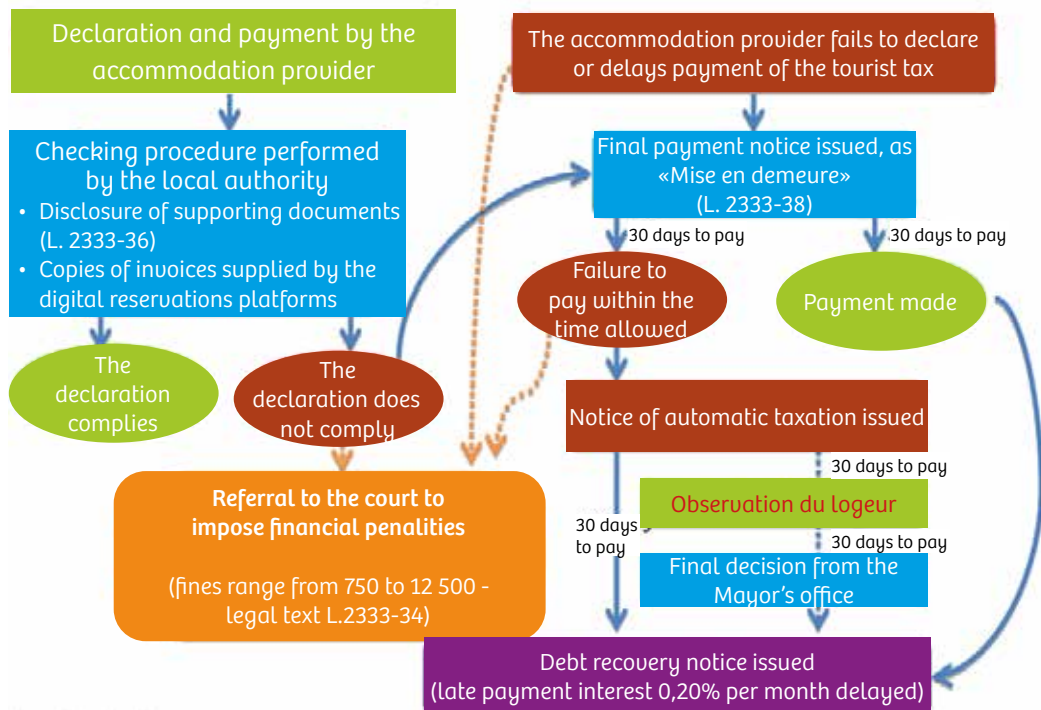 Declaration and payment by the
accommodation provider
The accommodation provider fails to declare
or delays payment of the tourist tax
Checking procedure performed
by the local authority
• Disclosure of supporting documents
(L. 2333-36)
• Copies of invoices supplied by the
digital reservations platforms
Final payment notice issued, as
«Mise en demeure»
(L. 2333-38)
30 days to pay
30 days to pay
Failure to
pay within the
time allowed
Payment made
The
declaration
complies
The
declaration does
not comply
Notice of automatic taxation issued
30 days to pay
Observation du logeur
30 days
to pay
30 days to pay
Final decision from the
Mayor's office
Referral to the court to
impose financial penalities
(fines range from 750 to 12 500 -
legal text L.2333-34)
Debt recovery notice issued
(late payment interest 0,20% per month delayed)